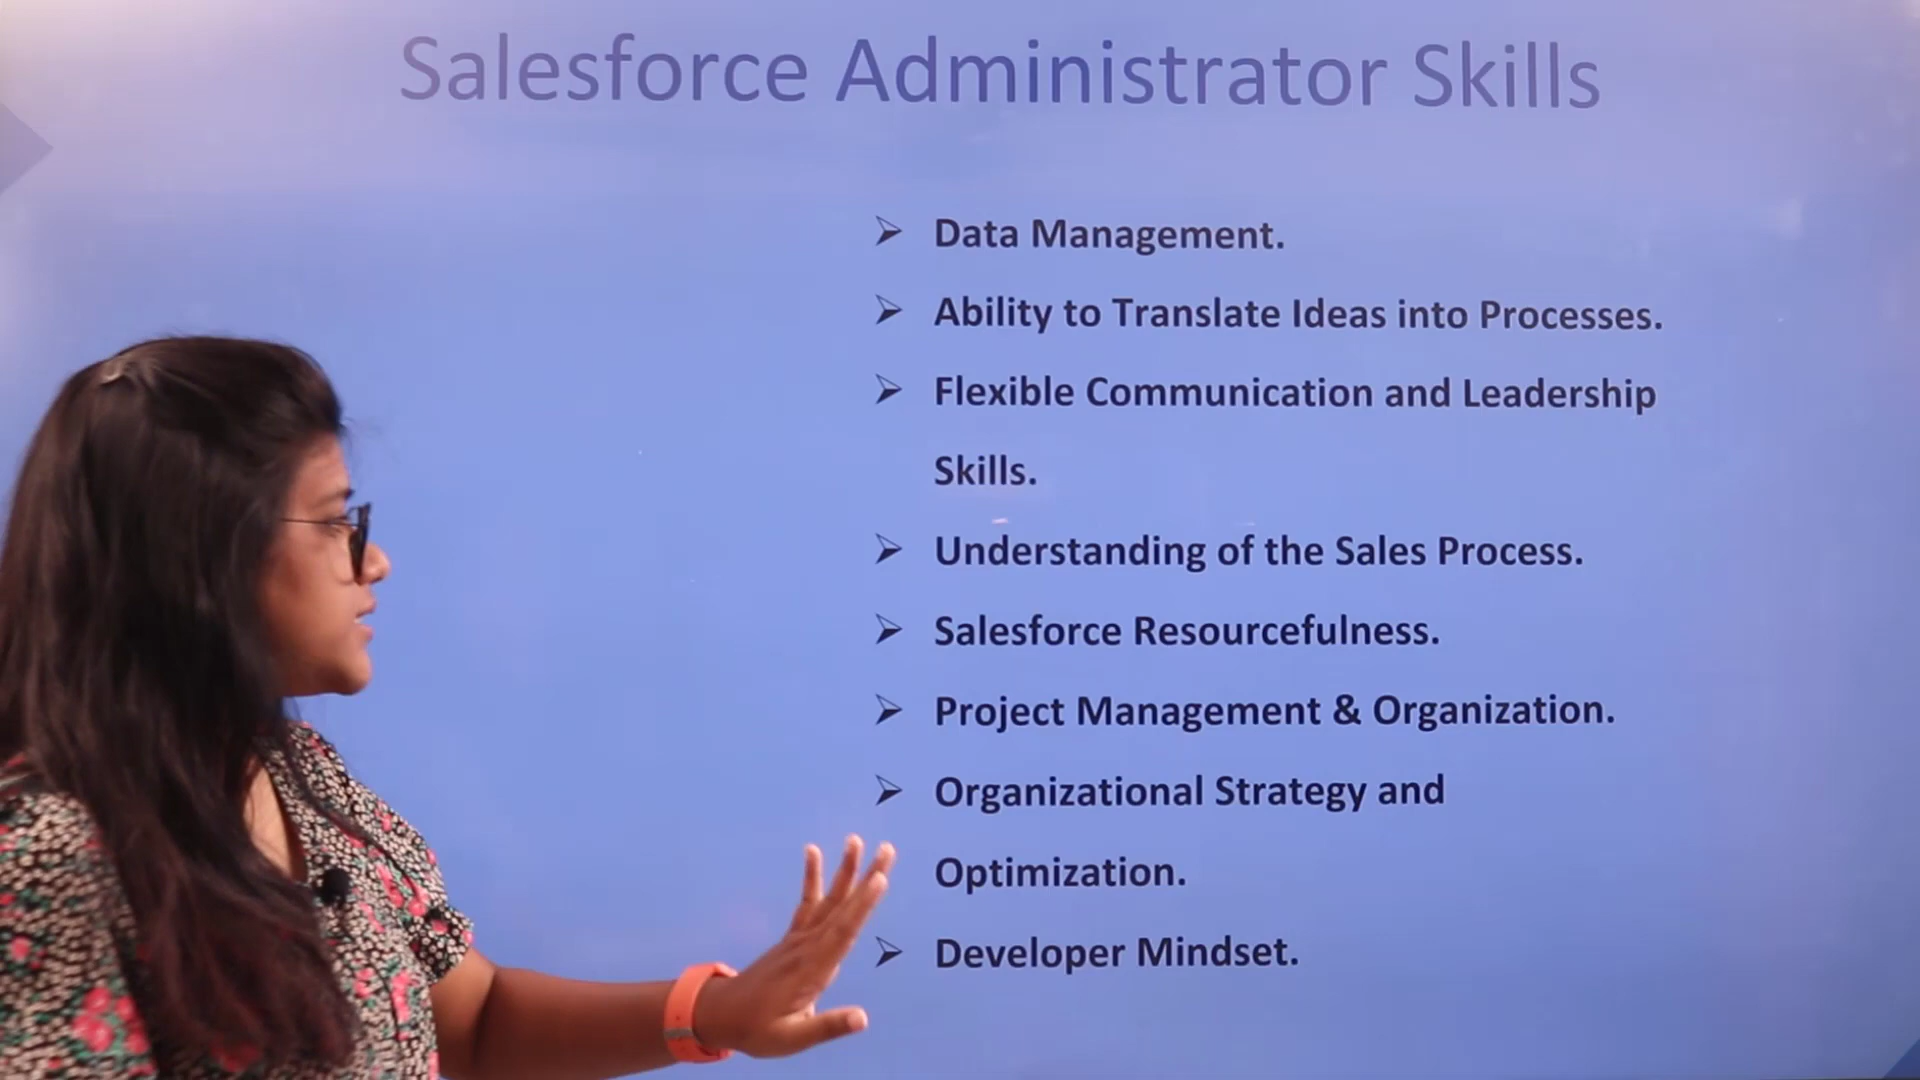 Salesforce Administrator Skills
➢ Data Management.
➢ Ability to Translate Ideas into Processes.
➢ Flexible Communication and Leadership
Skills.
➢ Understanding of the Sales Process.
➢ Salesforce Resourcefulness.
➢ Project Management & Organization.
➢ Organizational Strategy and
Optimization.
➢ Developer Mindset.